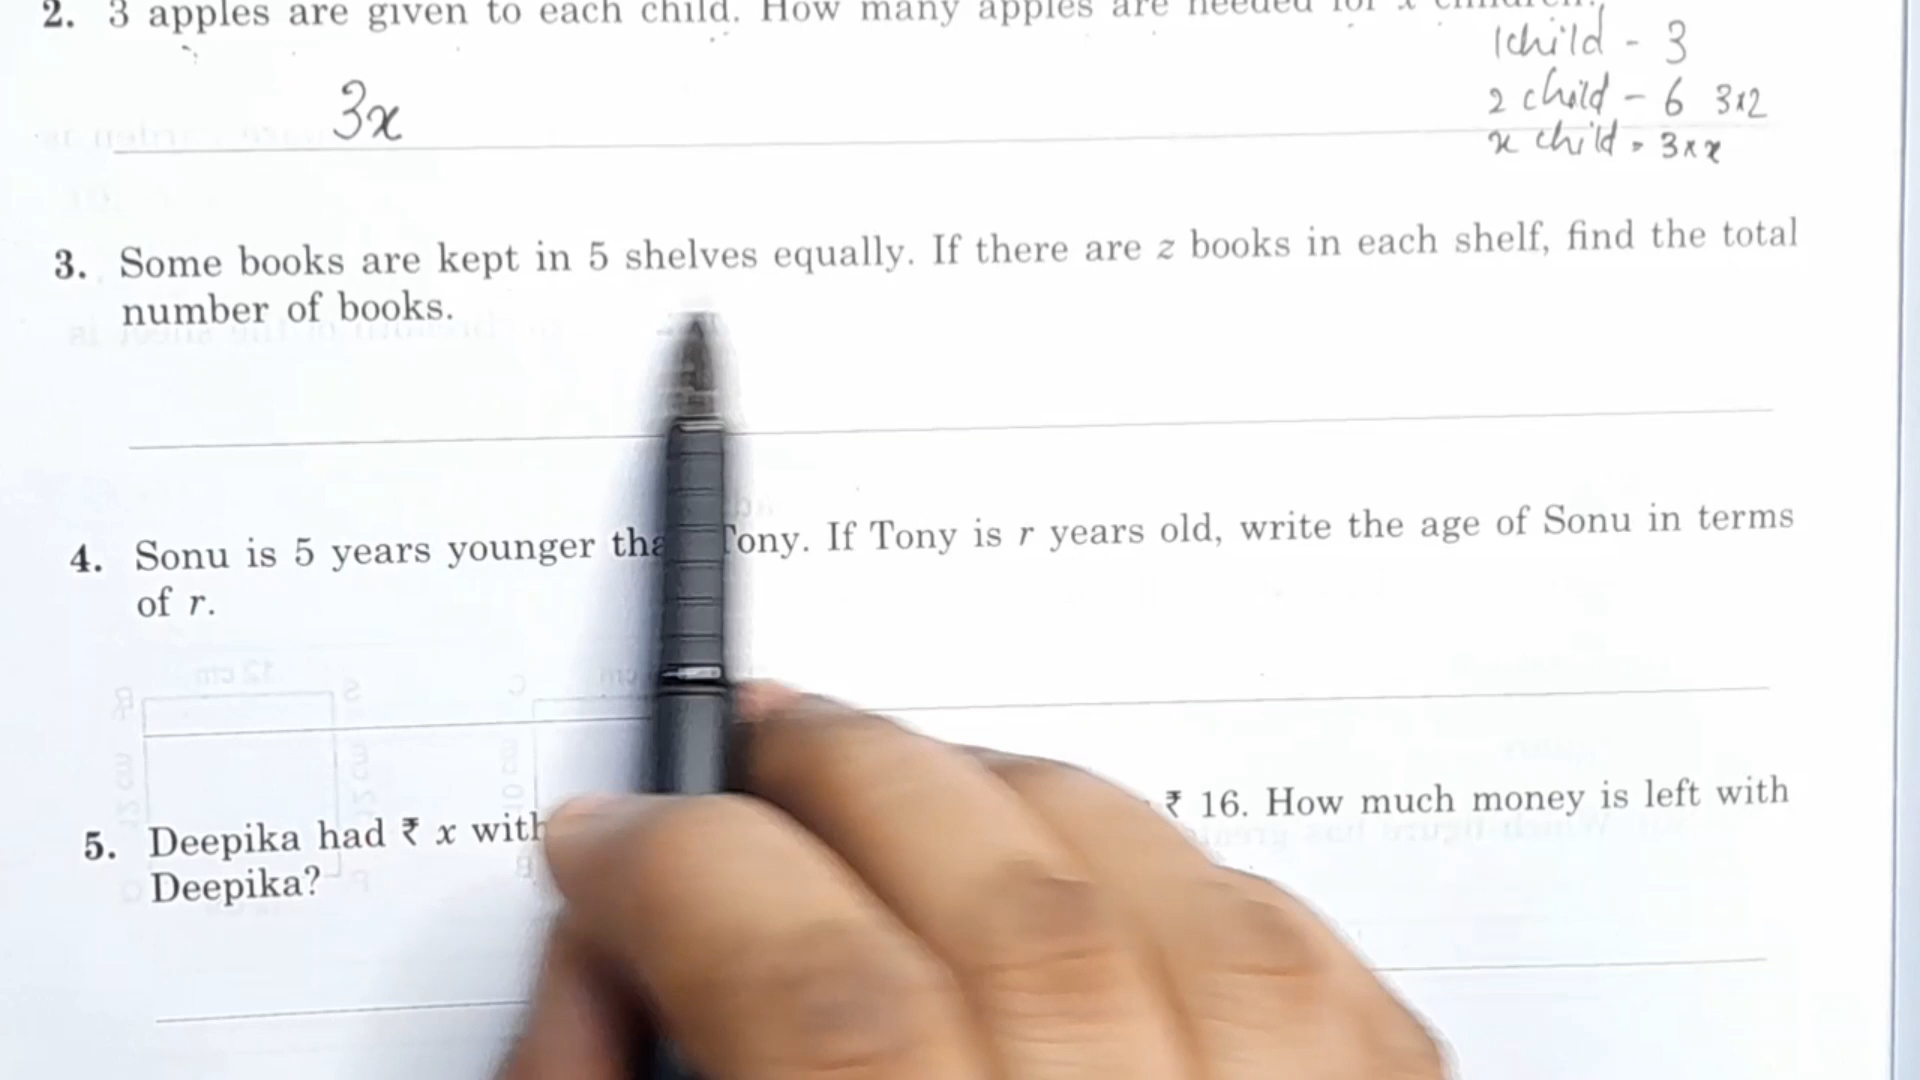 2. 3 apples are given to each child. How many apples are needed for x children?
1child - 3
2 child - 6 3×2
x child - 3×x
3x
3. Some books are kept in 5 shelves equally. If there are z books in each shelf, find the total
number of books.
4. Sonu is 5 years younger Tony. If Tony is r years old, write the age of Sonu in terms
of r.
5. Deepika had ₹ x with ₹ 16. How much money is left with
Deepika?